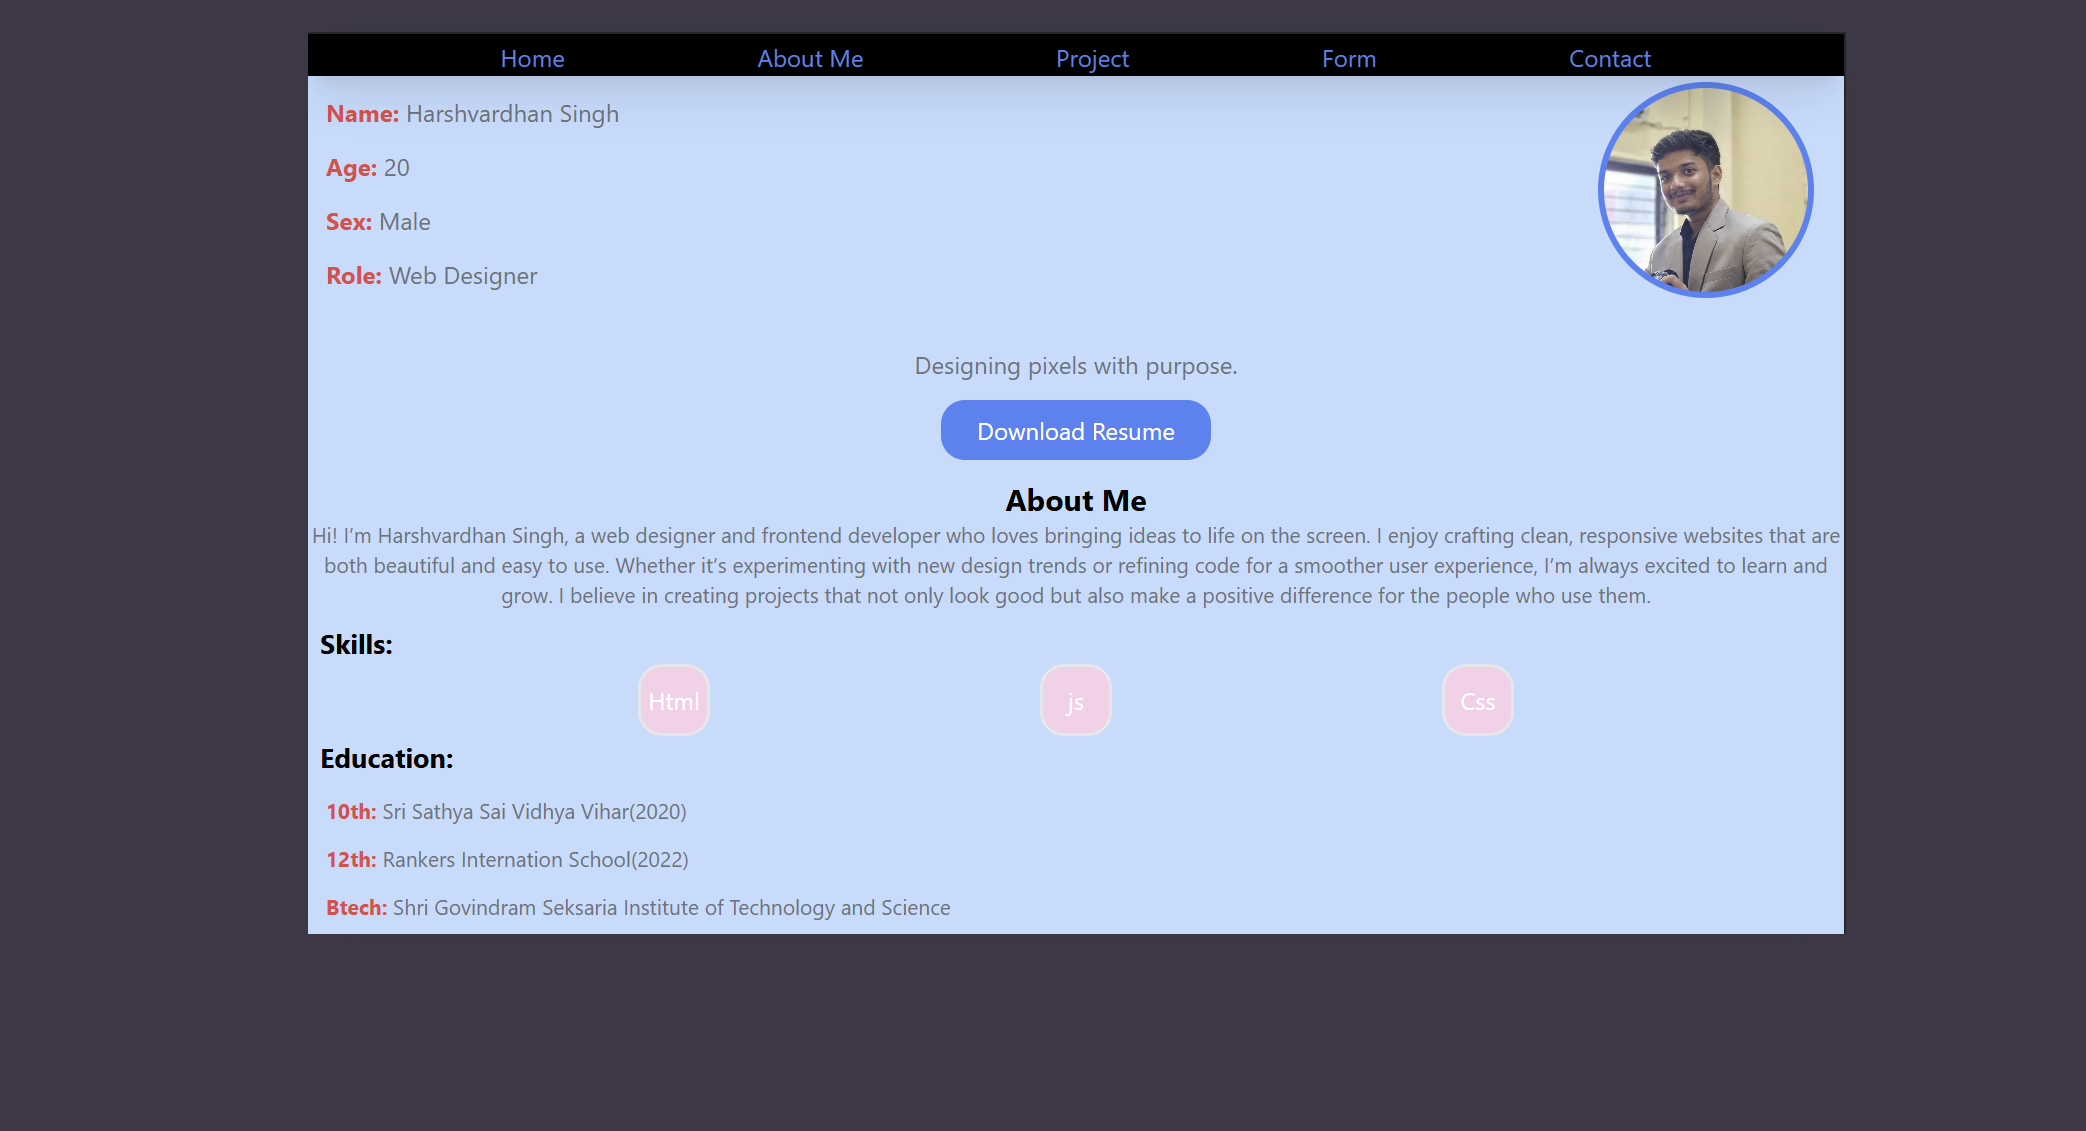 Home About Me Project Form Contact
Name: Harshvardhan Singh
Age: 20
Sex: Male
Role: Web Designer
Designing pixels with purpose.
Download Resume
About Me
Hi! I’m Harshvardhan Singh, a web designer and frontend developer who loves bringing ideas to life on the screen. I enjoy crafting clean, responsive websites that are
both beautiful and easy to use. Whether it’s experimenting with new design trends or refining code for a smoother user experience, I’m always excited to learn and
grow. I believe in creating projects that not only look good but also make a positive difference for the people who use them.
Skills:
Html js Css
Education:
10th: Sri Sathya Sai Vidhya Vihar(2020)
12th: Rankers Internation School(2022)
Btech: Shri Govindram Seksaria Institute of Technology and Science